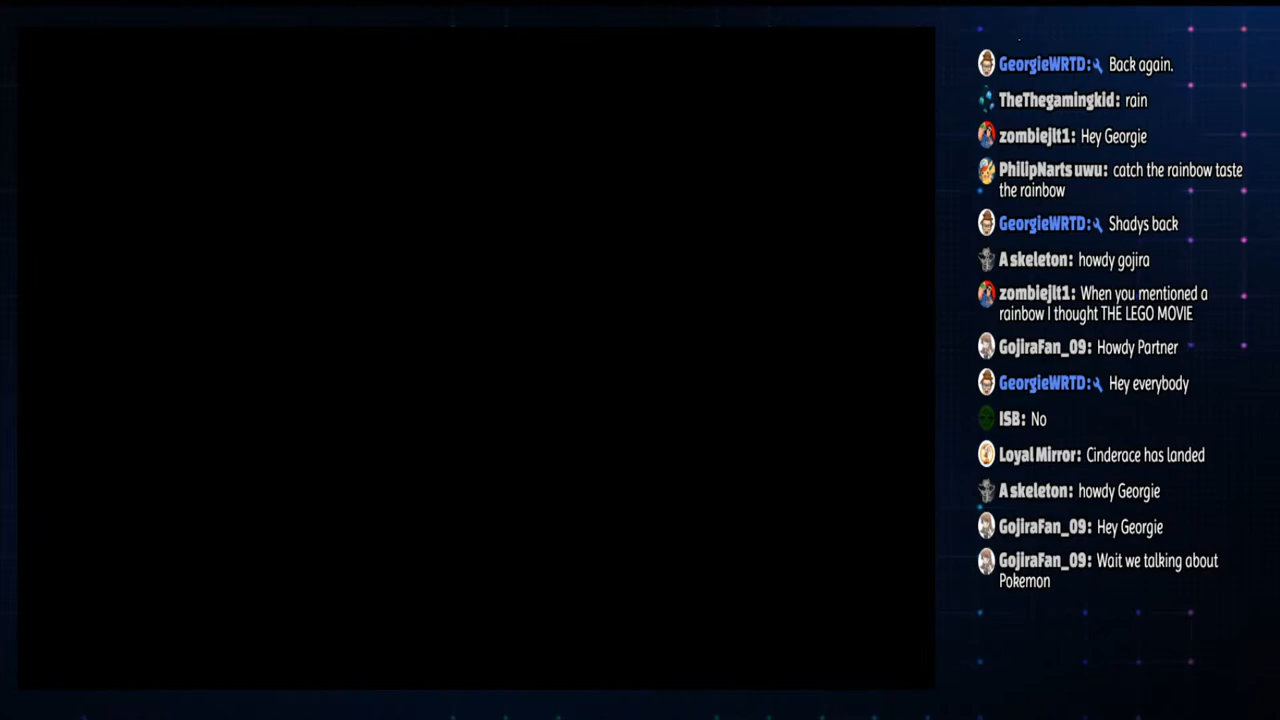 GeorgieWRTD: Back again.
TheThegamingkid: rain
zombiejlt1: Hey Georgie
PhilipNarts uwu: catch the rainbow taste
the rainbow
GeorgieWRTD: Shadys back
A skeleton: howdy gojira
zombiejlt1: When you mentioned a
rainbow I thought THE LEGO MOVIE
GojiraFan_09: Howdy Partner
GeorgieWRTD: Hey everybody
ISB: No
Loyal Mirror: Cinderace has landed
A skeleton: howdy Georgie
GojiraFan_09: Hey Georgie
GojiraFan_09: Wait we talking about
Pokemon